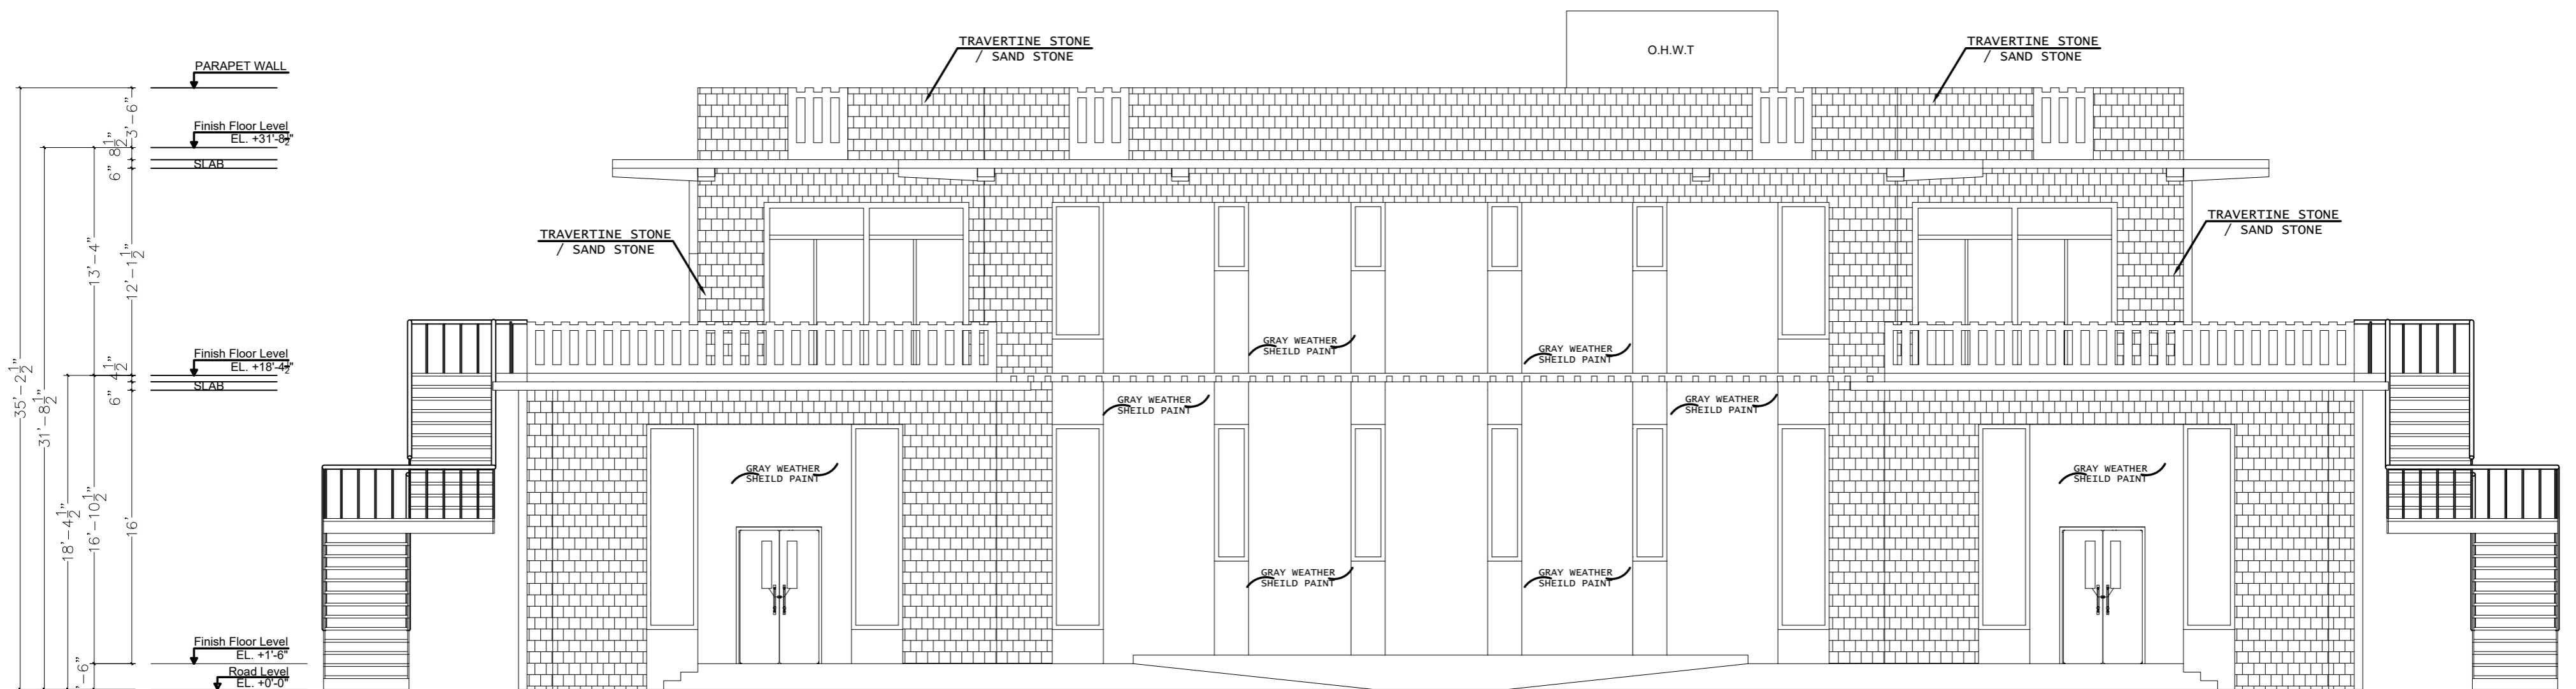 O.H.W.T
TRAVERTINE STONE
/ SAND STONE
TRAVERTINE STONE
/ SAND STONE
PARAPET WALL
3'-6"
Finish Floor Level
EL. +31'-8½"
8½"
6"
SLAB
TRAVERTINE STONE
/ SAND STONE
TRAVERTINE STONE
/ SAND STONE
13'-4"
12'-1½"
GRAY WEATHER
SHEILD PAINT
GRAY WEATHER
SHEILD PAINT
Finish Floor Level
EL. +18'-4½"
4½"
6"
SLAB
35'-2½"
31'-8½"
GRAY WEATHER
SHEILD PAINT
GRAY WEATHER
SHEILD PAINT
GRAY WEATHER
SHEILD PAINT
GRAY WEATHER
SHEILD PAINT
18'-4½"
16'-10½"
16'
GRAY WEATHER
SHEILD PAINT
GRAY WEATHER
SHEILD PAINT
Finish Floor Level
EL. +1'-6"
Road Level
EL. +0'-0"
'-6"